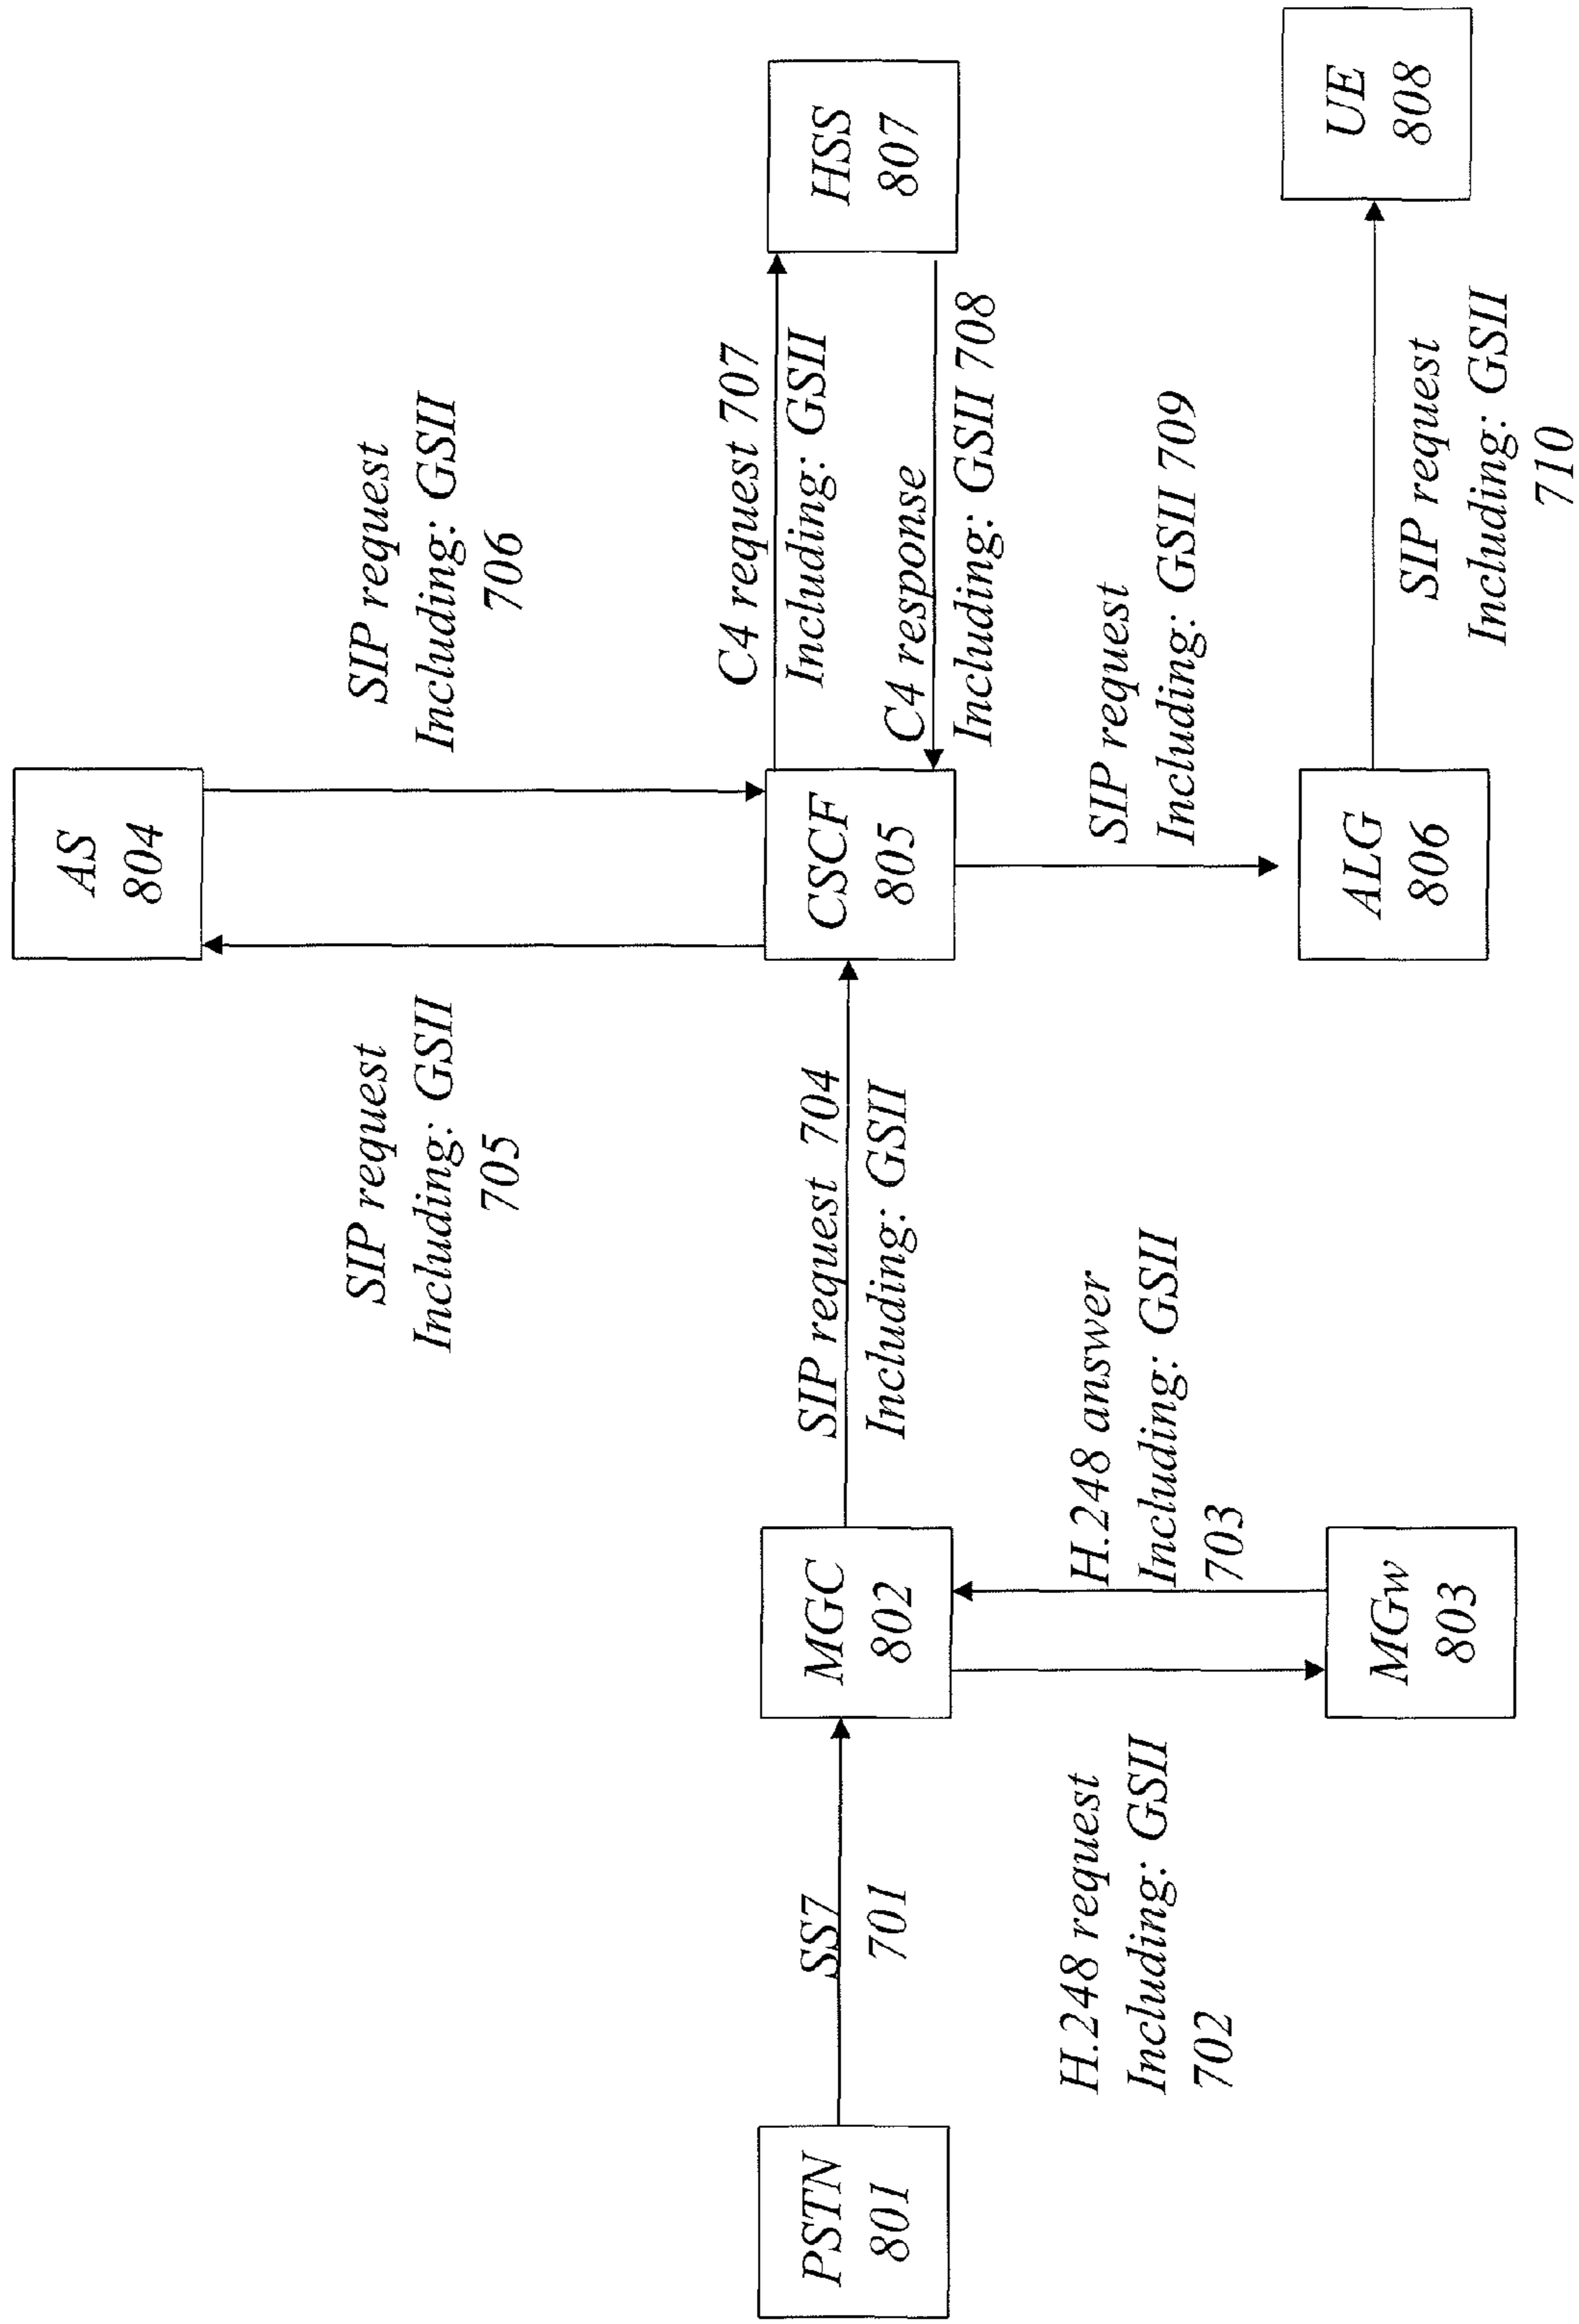 AS
804
SIP request
Including: GSII
705
SIP request
Including: GSII
706
PSTN
801
SS7
701
MGC
802
SIP request 704
Including: GSII
CSCF
805
C4 request 707
Including: GSII
C4 response
Including: GSII 708
HSS
807
H.248 request
Including: GSII
702
H.248 answer
Including: GSII
703
SIP request
Including: GSII 709
MGw
803
ALG
806
SIP request
Including: GSII
710
UE
808